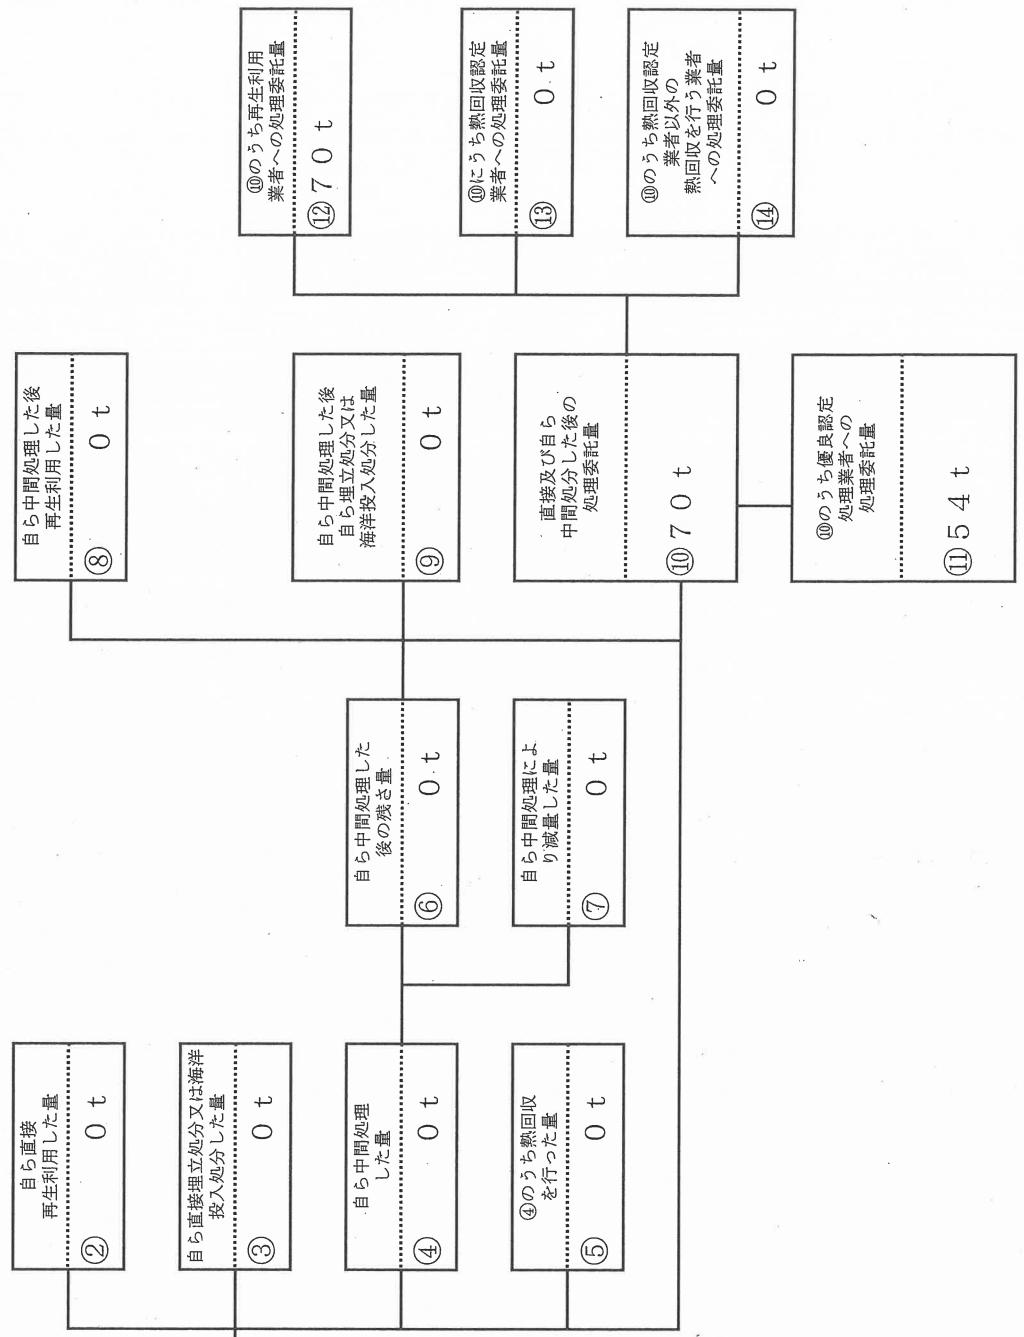 自ら直接
再生利用した量
② 0 t
自ら直接埋立処分又は海洋
投入処分した量
③ 0 t
自ら中間処理
した量
④ 0 t
④のうち熱回収
を行った量
⑤ 0 t
自ら中間処理した
後の残さ量
⑥ 0 t
自ら中間処理によ
り減量した量
⑦ 0 t
自ら中間処理した後
再生利用した量
⑧ 0 t
自ら中間処理した後
自ら埋立処分又は
海洋投入処分した量
⑨ 0 t
直接及び自ら
中間処分した後の
処理委託量
⑩ 7 0 t
⑩のうち優良認定
処理業者への
処理委託量
⑪ 5 4 t
⑩のうち再生利用
業者への処理委託量
⑫ 7 0 t
⑩にうち熱回収認定
業者への処理委託量
⑬ 0 t
⑩のうち熱回収認定
業者以外の
熱回収を行う業者
への処理委託量
⑭ 0 t